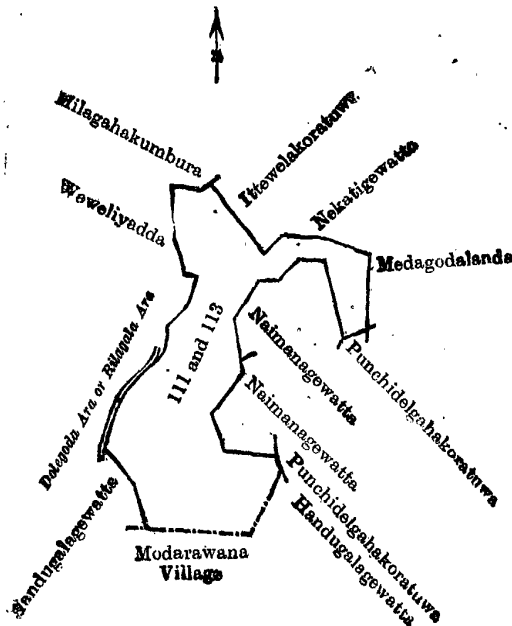 N
Milagahakumbura
Ittewelakoratuwa
Nekatigewatta
Weweliyadda
Medagodalanda
Dolegoda Ara or Rilagala Ara
111 and 113
Naimanagewatta
Punchidelgahakoratuwa
Naimanagewatta
Punchidelgahakoratuwa
Handugalagewatta
Handugalagewatta
Modarawana
Village